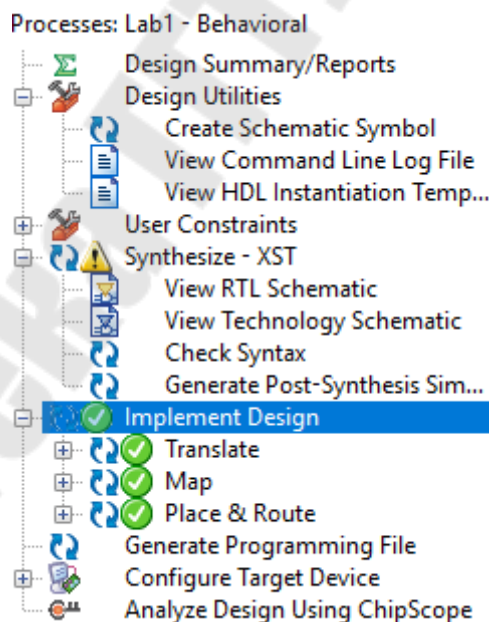 Processes: Lab1 - Behavioral
Design Summary/Reports
Design Utilities
Create Schematic Symbol
View Command Line Log File
View HDL Instantiation Temp...
User Constraints
Synthesize - XST
View RTL Schematic
View Technology Schematic
Check Syntax
Generate Post-Synthesis Sim...
Implement Design
Translate
Map
Place & Route
Generate Programming File
Configure Target Device
Analyze Design Using ChipScope